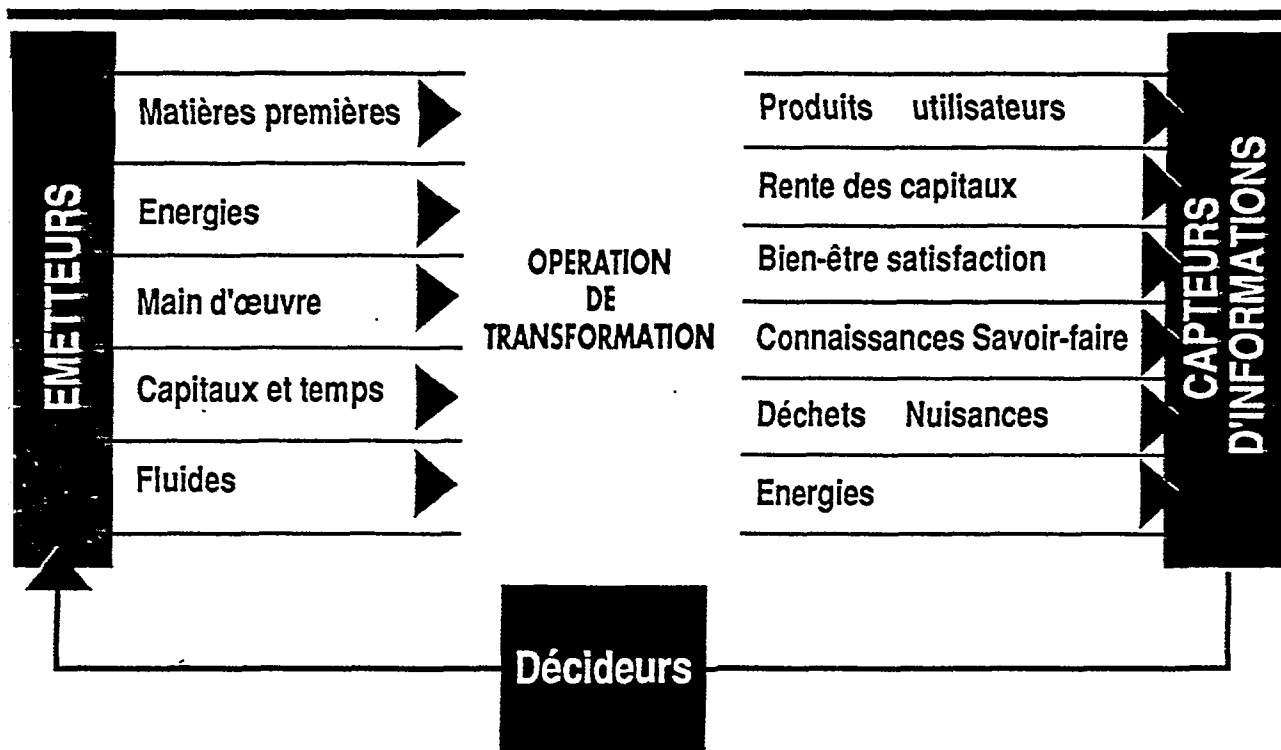 EMETTEURS
Matières premières
Energies
Main d'œuvre
Capitaux et temps
Fluides
OPERATION
DE
TRANSFORMATION
Produits utilisateurs
Rente des capitaux
Bien-être satisfaction
Connaissances Savoir-faire
Déchets Nuisances
Energies
CAPTEURS
D'INFORMATIONS
Décideurs